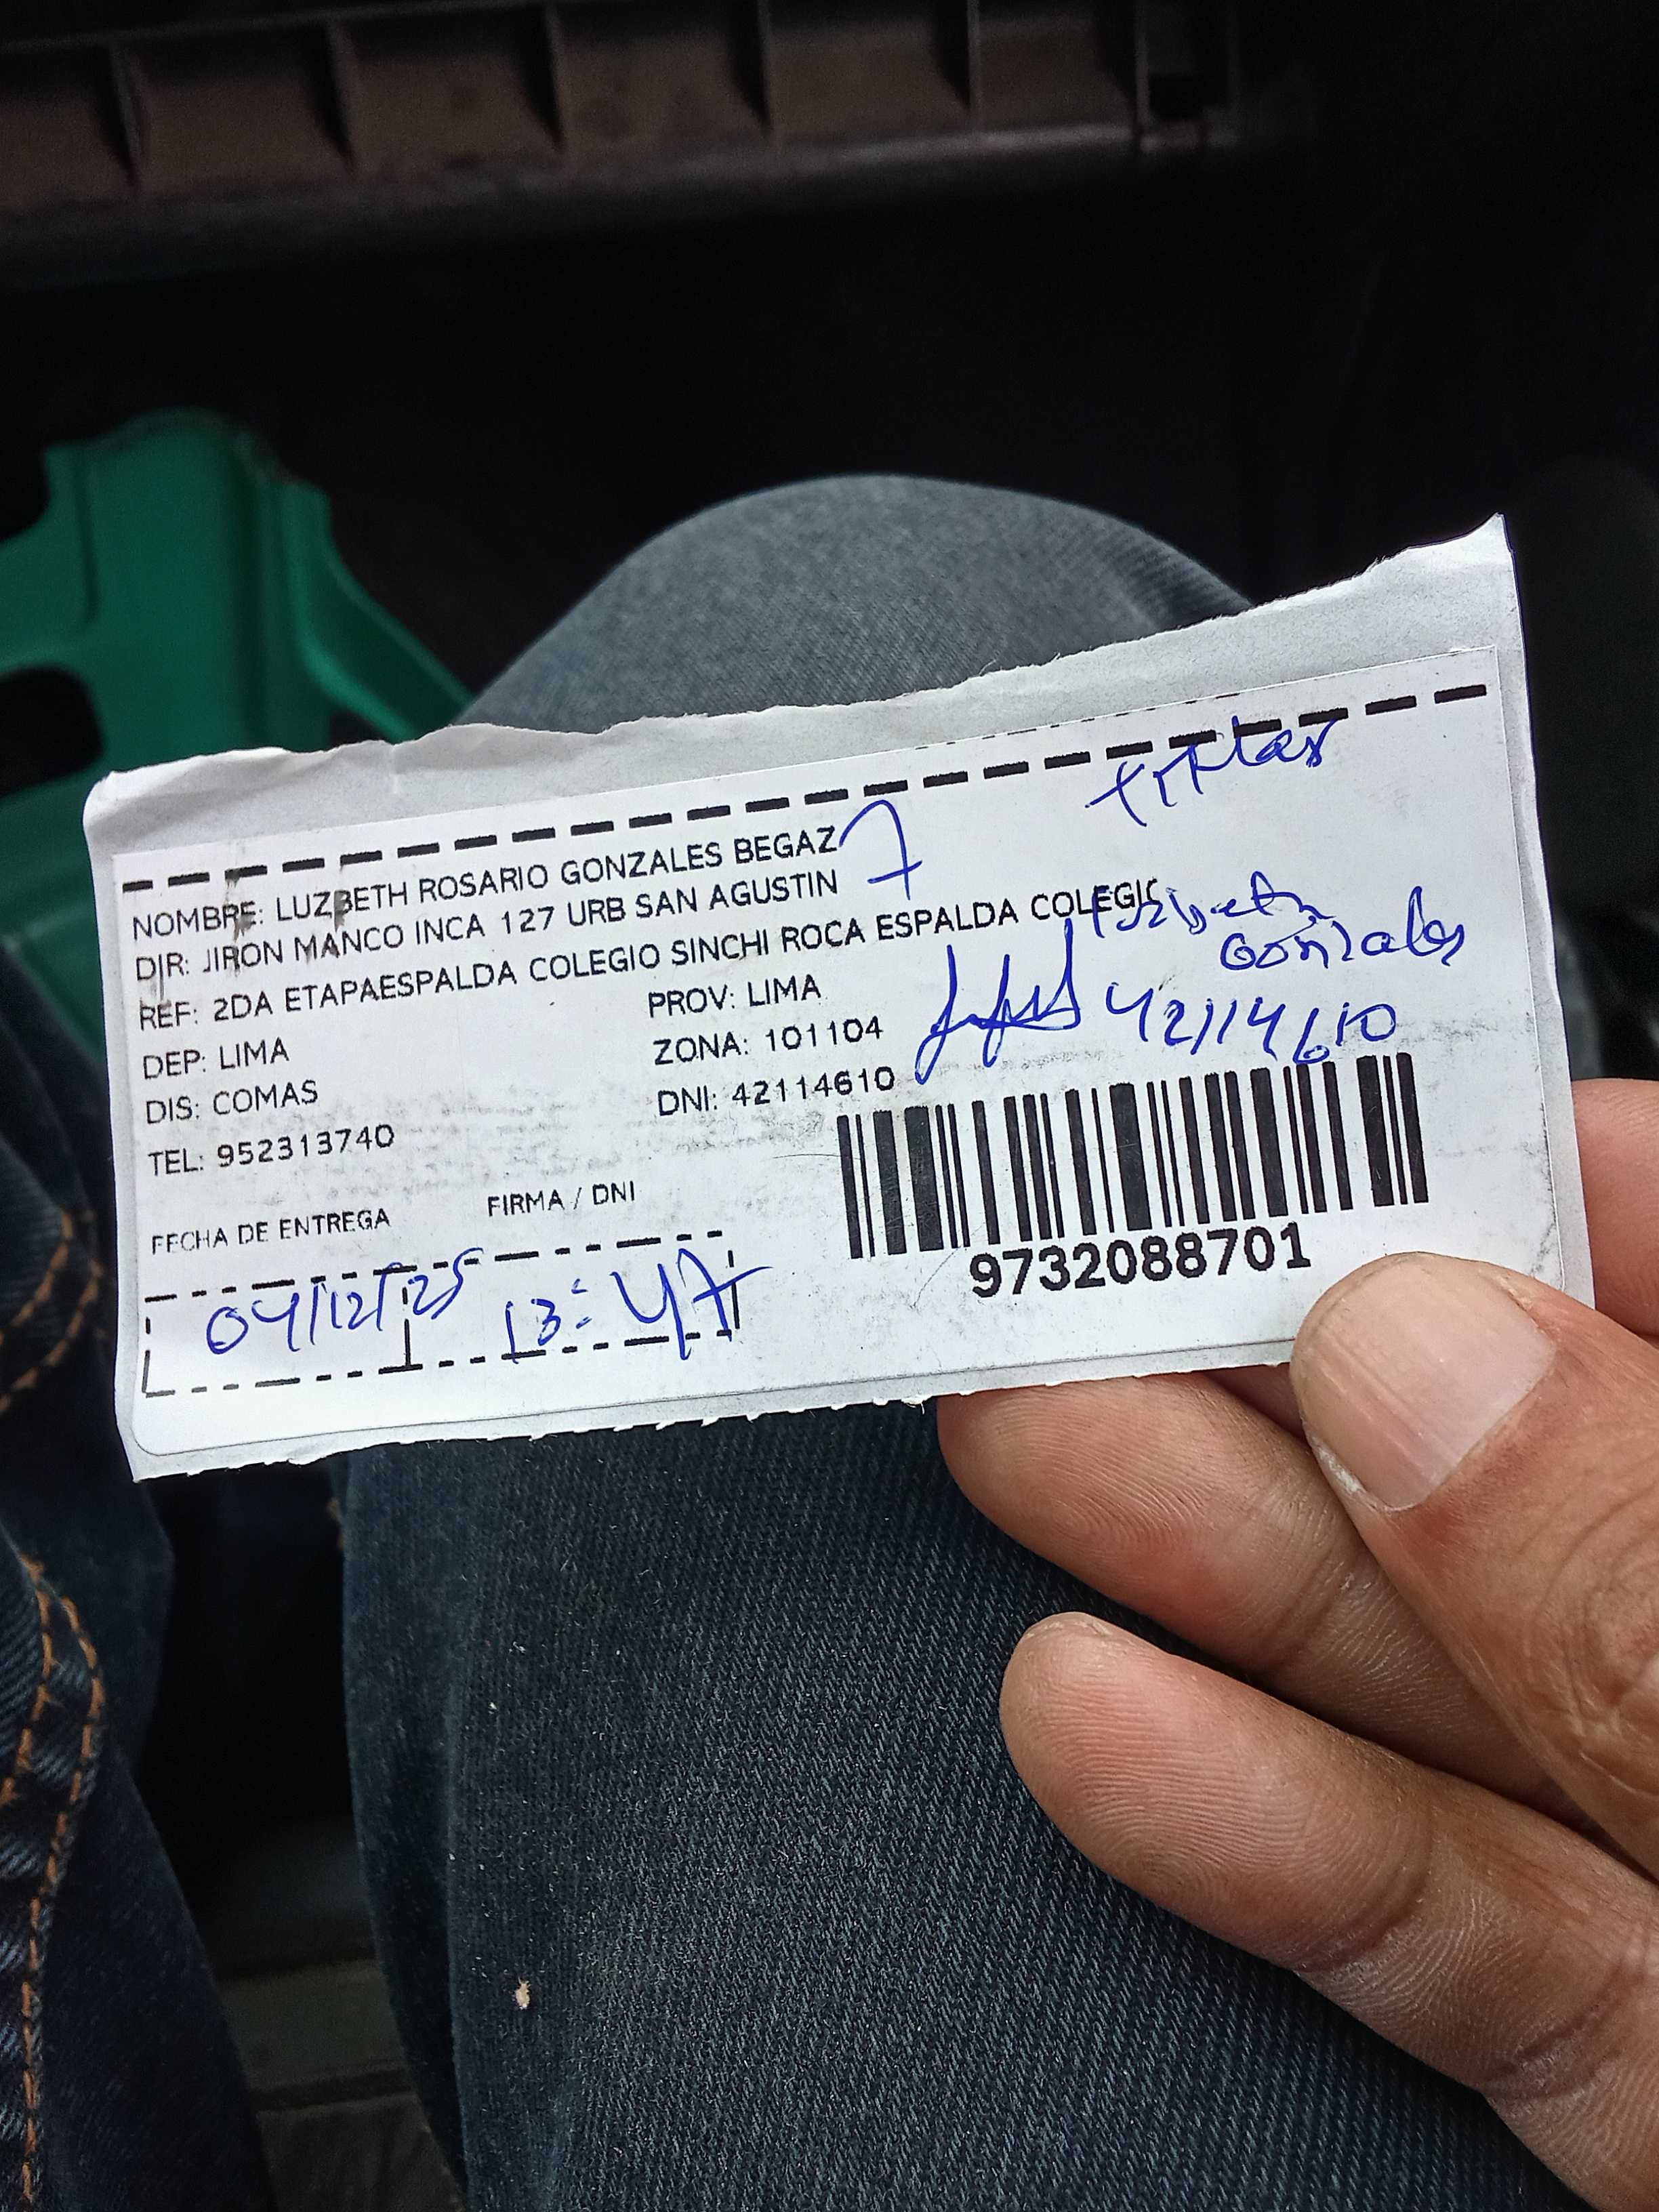 titular
NOMBRE: LUZBETH ROSARIO GONZALES BEGAZ
7
DIR: JIRON MANCO INCA 127 URB SAN AGUSTIN
REF: 2DA ETAPAESPALDA COLEGIO SINCHI ROCA ESPALDA COLEGIO
Luzbeth
Gonzales
DEP: LIMA PROV: LIMA
42114610
DIS: COMAS ZONA: 101104
TEL: 952313740 DNI: 42114610
FECHA DE ENTREGA FIRMA / DNI
04/12/25 13:47
9732088701